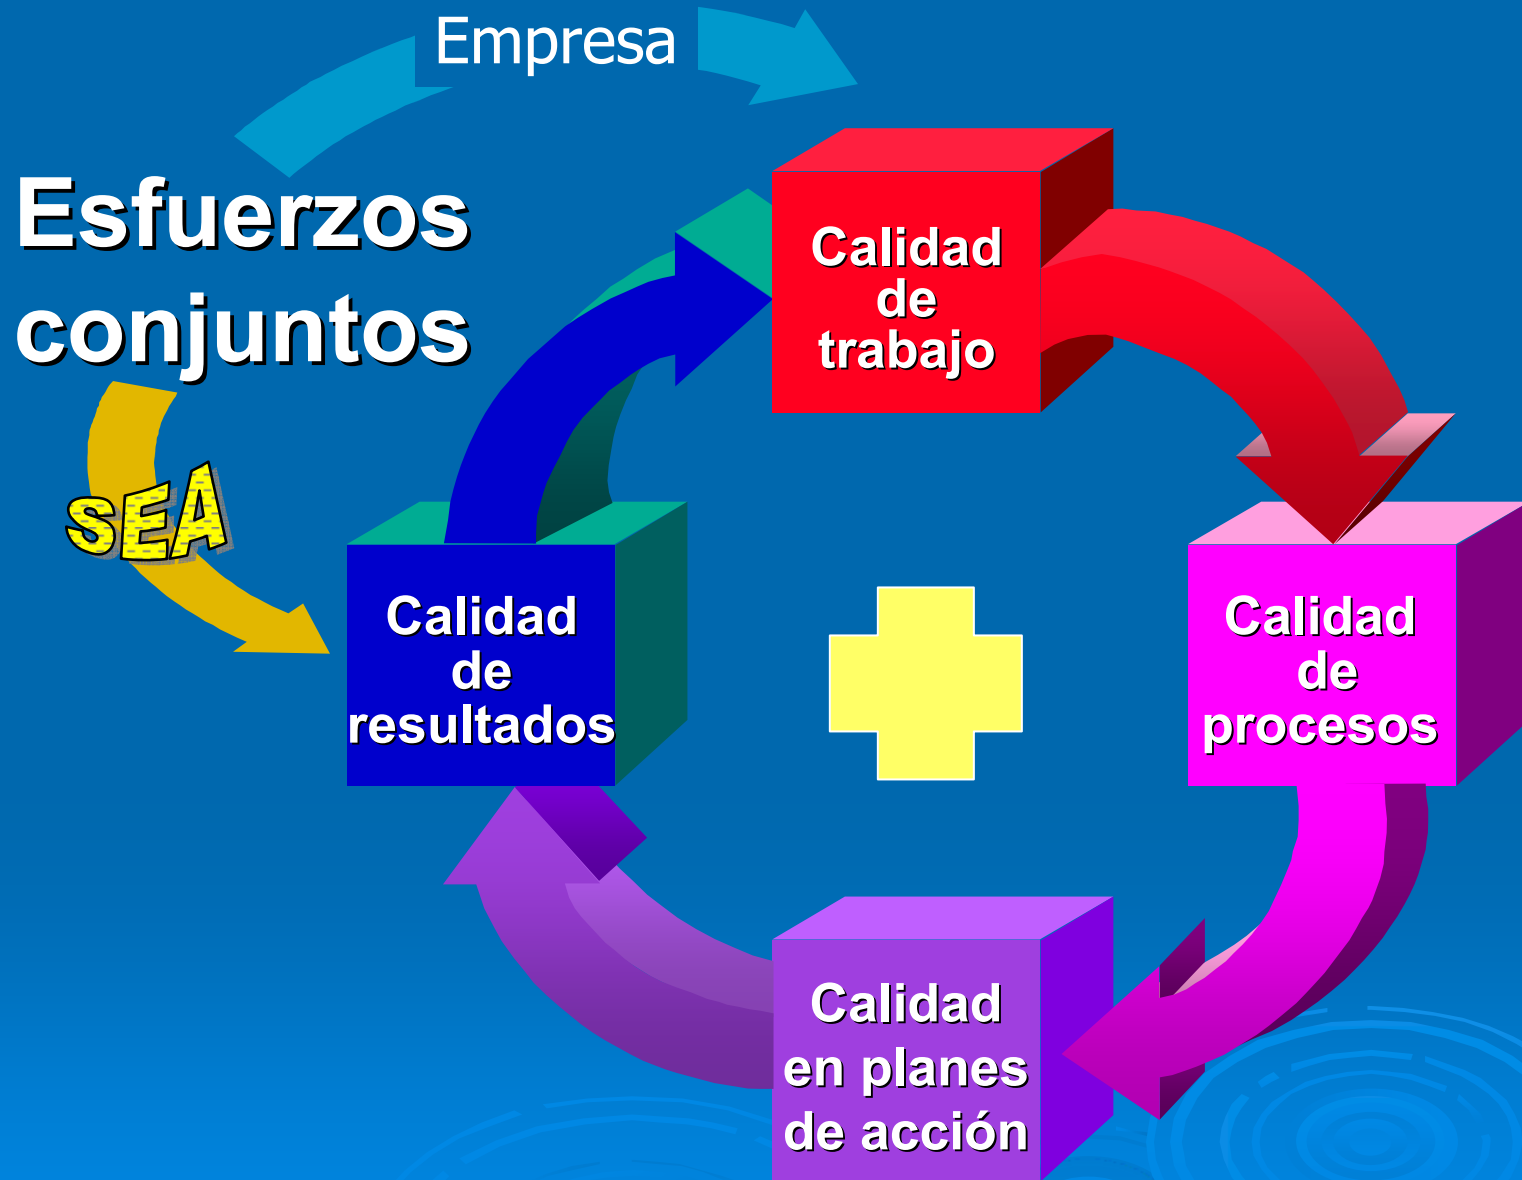 Empresa
Esfuerzos
conjuntos
SEA
Calidad
de
trabajo
Calidad
de
procesos
Calidad
en planes
de acción
Calidad
de
resultados